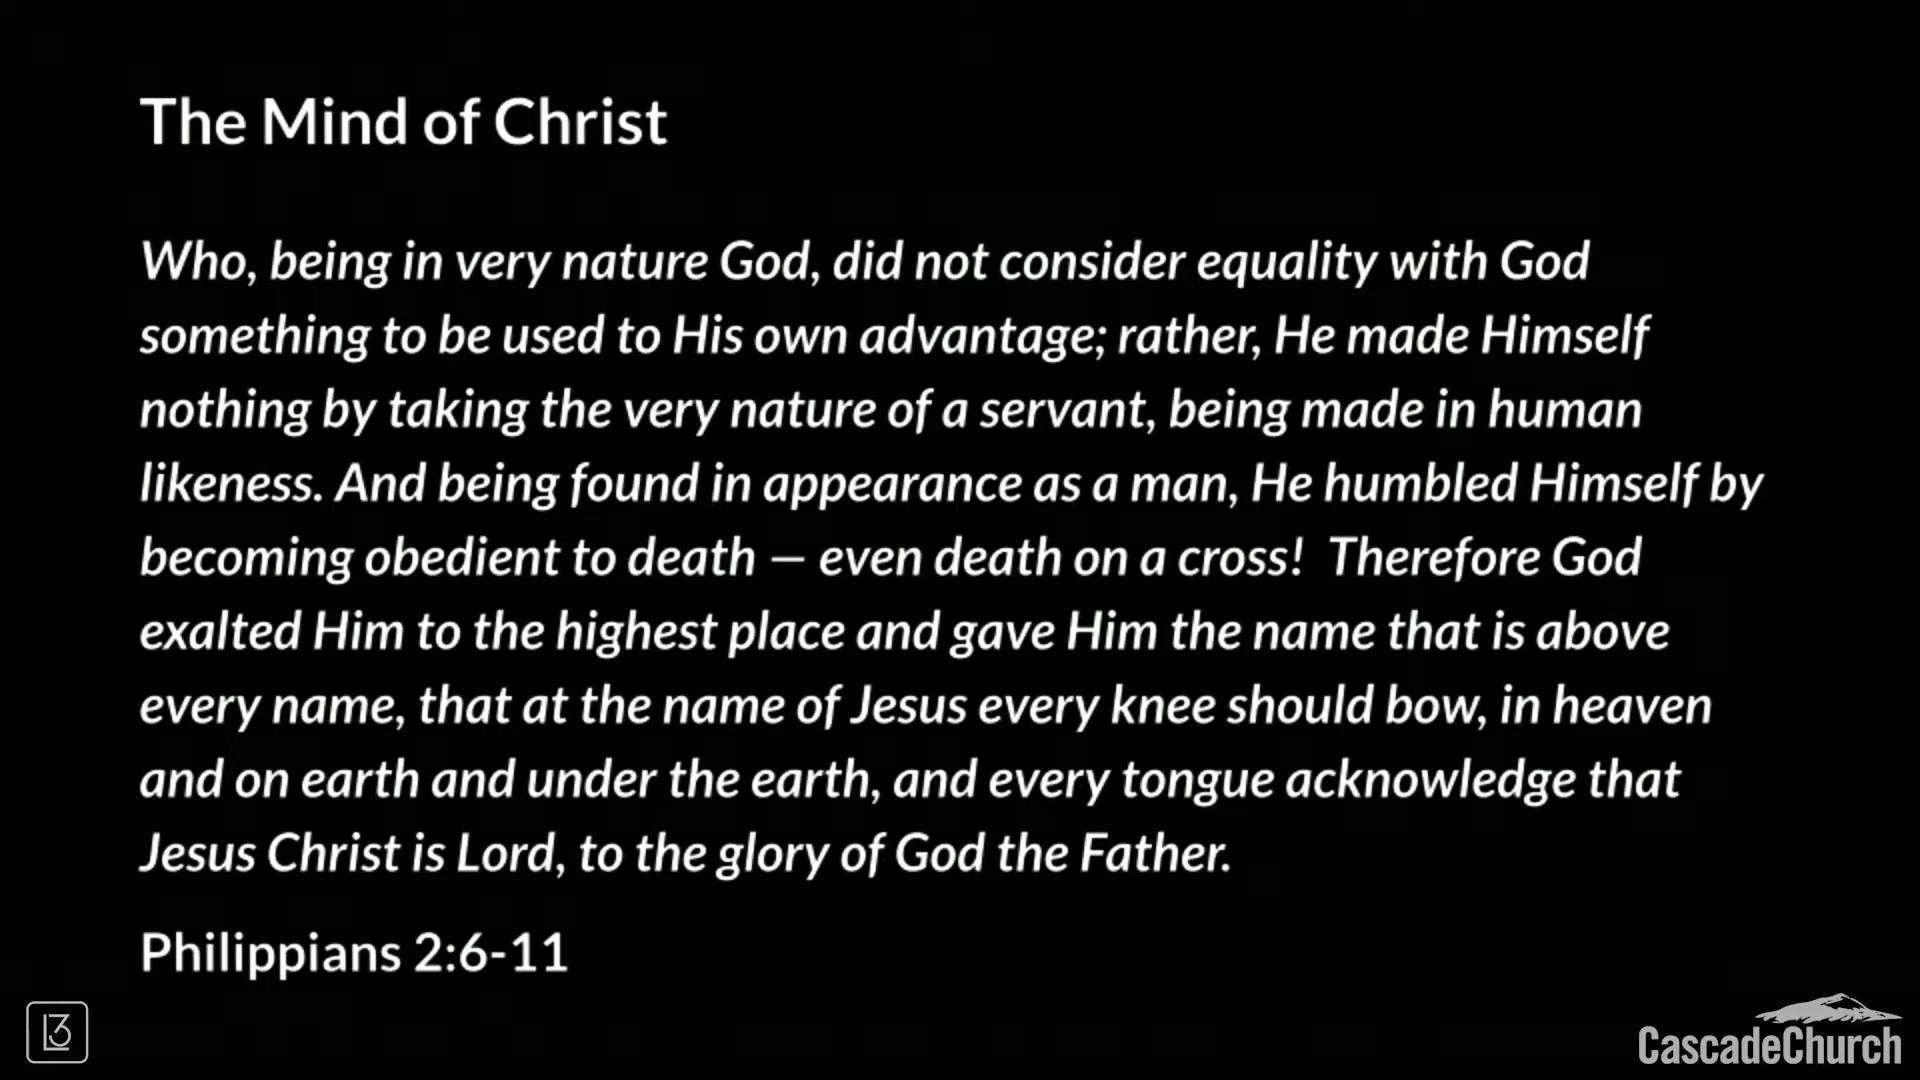 The Mind of Christ
Who, being in very nature God, did not consider equality with God
something to be used to His own advantage; rather, He made Himself
nothing by taking the very nature of a servant, being made in human
likeness. And being found in appearance as a man, He humbled Himself by
becoming obedient to death — even death on a cross!  Therefore God
exalted Him to the highest place and gave Him the name that is above
every name, that at the name of Jesus every knee should bow, in heaven
and on earth and under the earth, and every tongue acknowledge that
Jesus Christ is Lord, to the glory of God the Father.
Philippians 2:6-11
L3
CascadeChurch